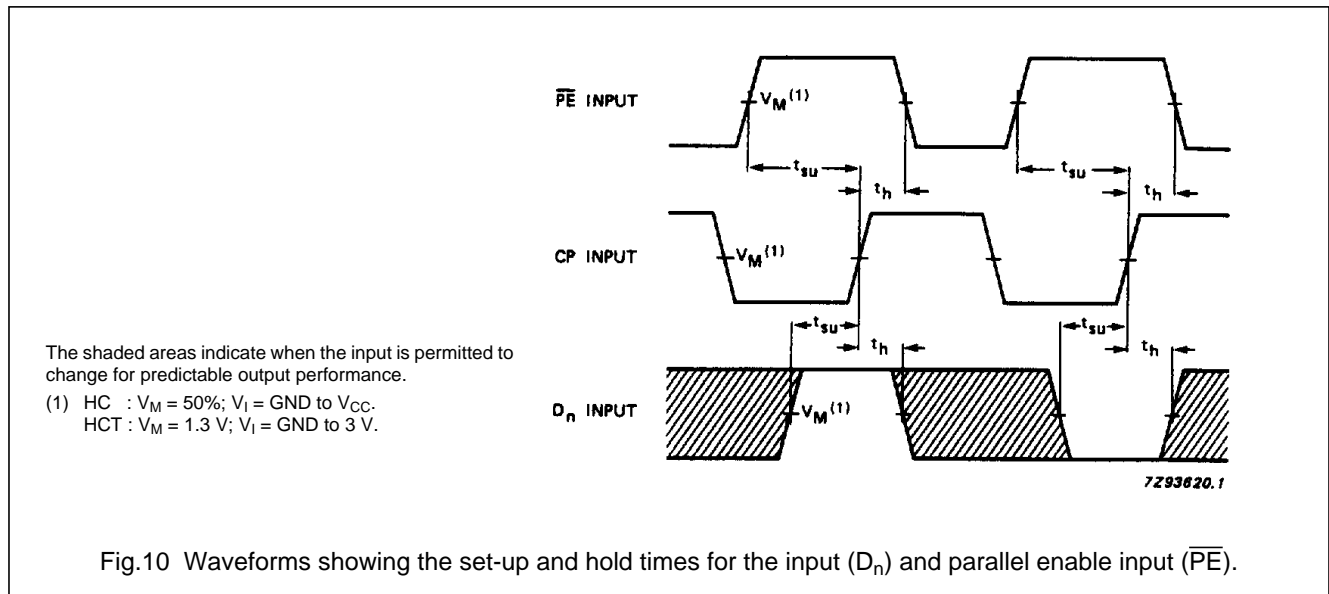 P̅E̅ INPUT
V_M (1)
t_su
t_h
t_su
t_h
CP INPUT
V_M (1)
t_su
t_h
t_su
t_h
D_n INPUT
V_M (1)
7Z93620.1
The shaded areas indicate when the input is permitted to
change for predictable output performance.
(1) HC : V_M = 50%; V_I = GND to V_CC.
HCT : V_M = 1.3 V; V_I = GND to 3 V.
Fig.10 Waveforms showing the set-up and hold times for the input (D_n) and parallel enable input (P̅E̅).